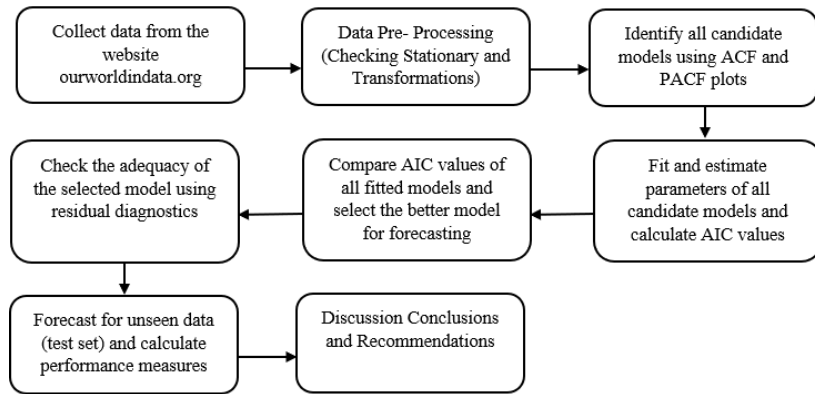 Collect data from the
website
ourworldindata.org
Data Pre- Processing
(Checking Stationary and
Transformations)
Identify all candidate
models using ACF and
PACF plots
Fit and estimate
parameters of all
candidate models and
calculate AIC values
Compare AIC values of
all fitted models and
select the better model
for forecasting
Check the adequacy of
the selected model using
residual diagnostics
Forecast for unseen data
(test set) and calculate
performance measures
Discussion Conclusions
and Recommendations